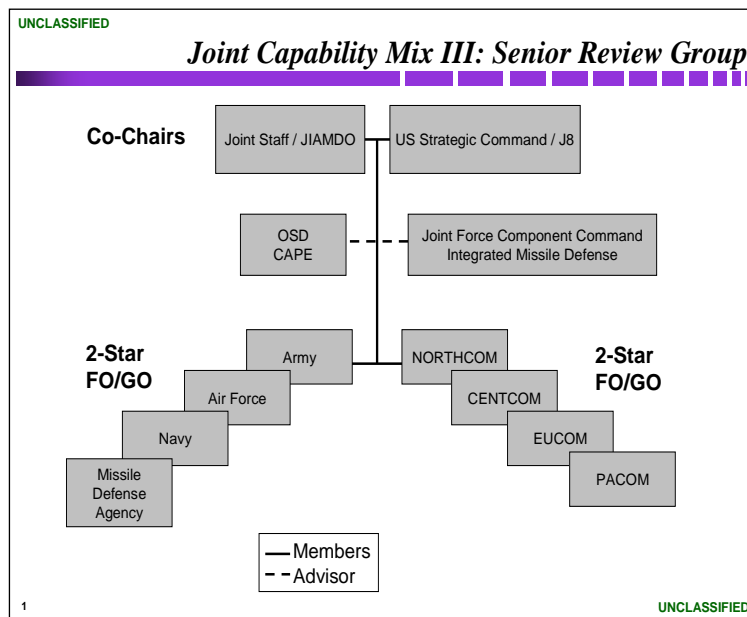 UNCLASSIFIED
Joint Capability Mix III: Senior Review Group
Co-Chairs
Joint Staff / JIAMDO
US Strategic Command / J8
OSD
CAPE
Joint Force Component Command
Integrated Missile Defense
2-Star
FO/GO
Army
Air Force
Navy
Missile
Defense
Agency
NORTHCOM
CENTCOM
EUCOM
PACOM
2-Star
FO/GO
Members
Advisor
1
UNCLASSIFIED